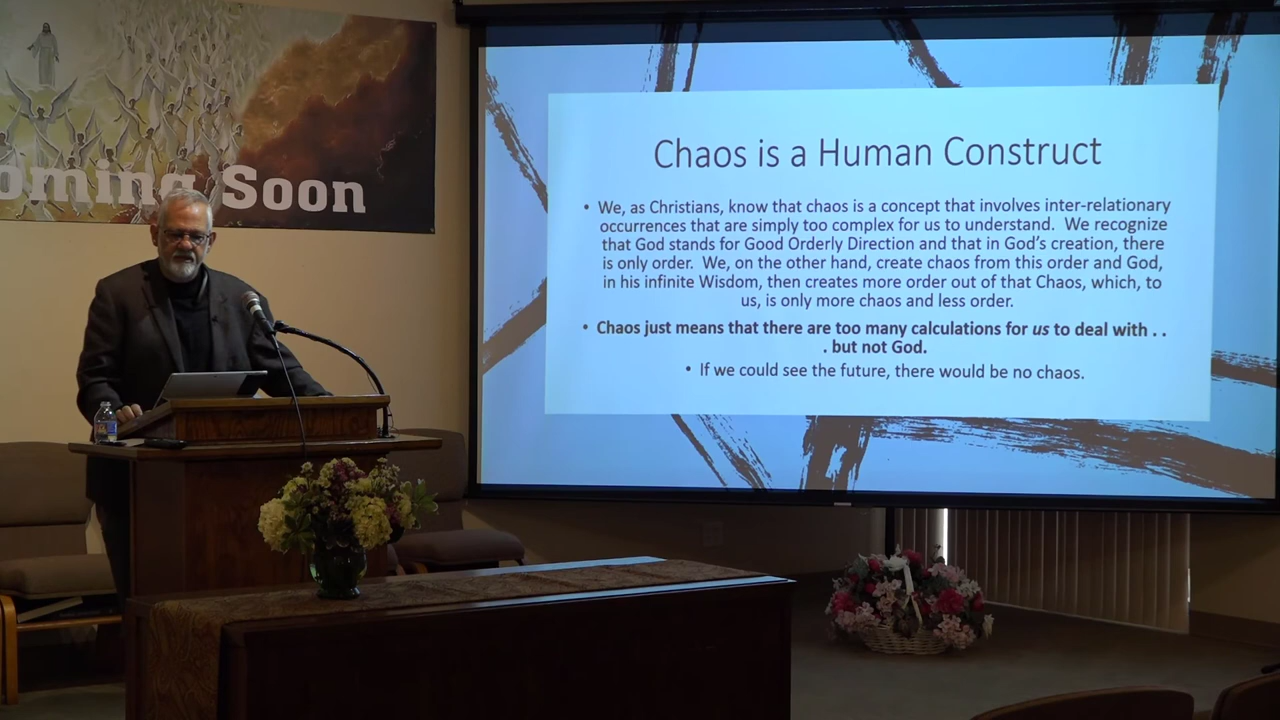 oming Soon
Chaos is a Human Construct
• We, as Christians, know that chaos is a concept that involves inter-relationary
occurrences that are simply too complex for us to understand. We recognize
that God stands for Good Orderly Direction and that in God's creation, there
is only order. We, on the other hand, create chaos from this order and God,
in his infinite Wisdom, then creates more order out of that Chaos, which, to
us, is only more chaos and less order.
• Chaos just means that there are too many calculations for us to deal with . .
. but not God.
• If we could see the future, there would be no chaos.